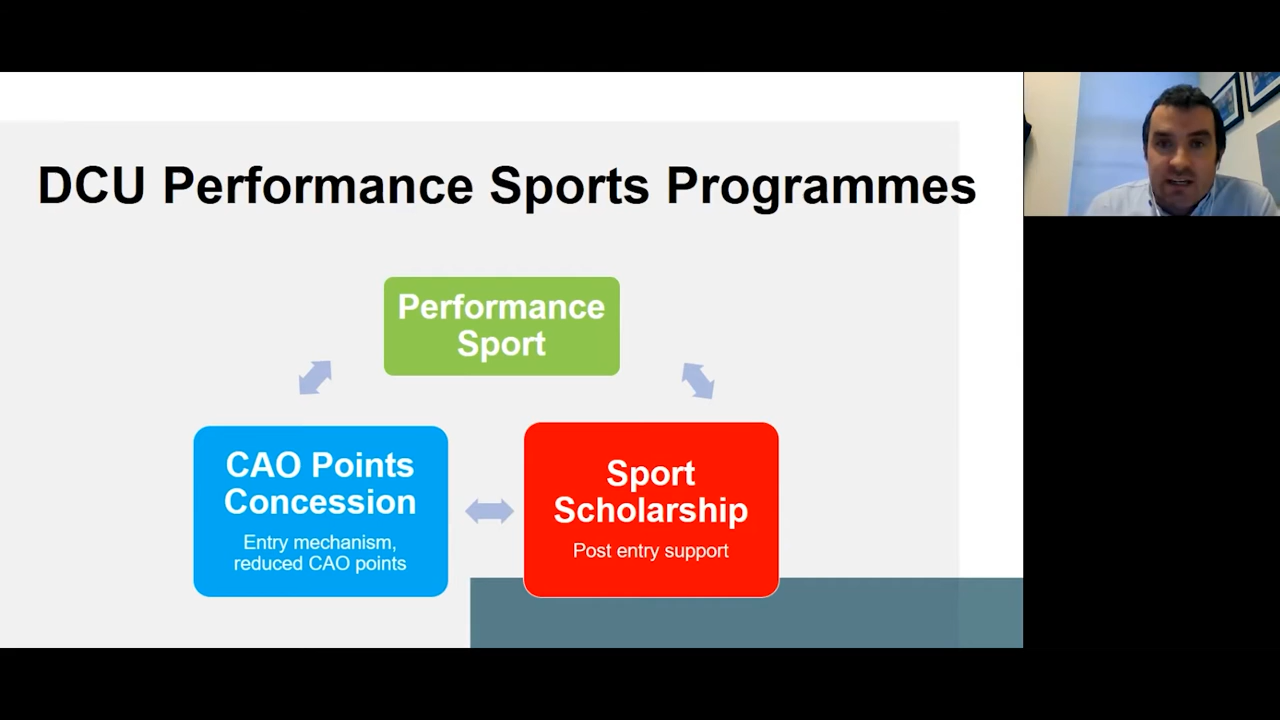 DCU Performance Sports Programmes
Performance
Sport
CAO Points
Concession
Entry mechanism,
reduced CAO points
Sport
Scholarship
Post entry support